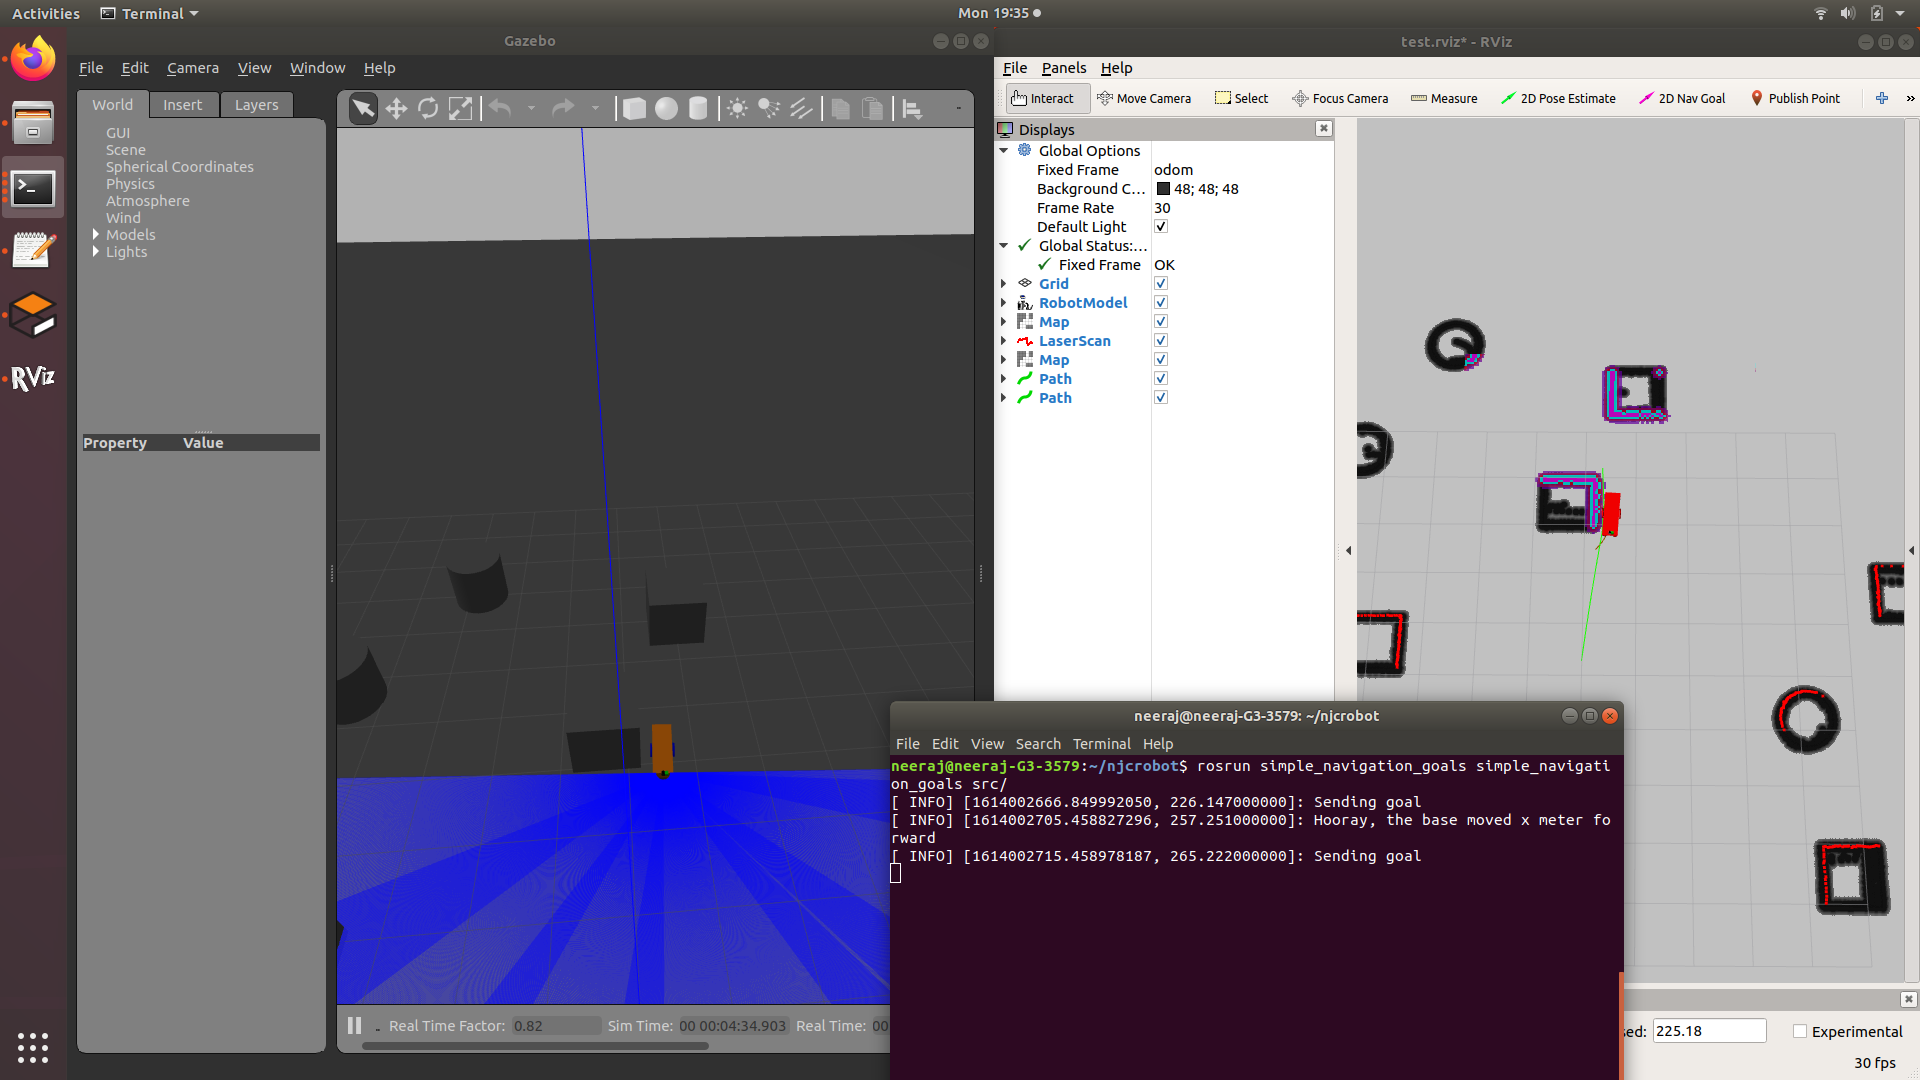 Activities Terminal Mon 19:35
Gazebo
File Edit Camera View Window Help
World Insert Layers
GUI
Scene
Spherical Coordinates
Physics
Atmosphere
Wind
Models
Lights
Property Value
Real Time Factor: 0.82 Sim Time: 00 00:04:34.903 Real Time: 00
RViz
test.rviz* - RViz
File Panels Help
Interact Move Camera Select Focus Camera Measure 2D Pose Estimate 2D Nav Goal Publish Point »
Displays
Global Options
Fixed Frame odom
Background C... 48; 48; 48
Frame Rate 30
Default Light
Global Status:...
Fixed Frame OK
Grid
RobotModel
Map
LaserScan
Map
Path
Path
neeraj@neeraj-G3-3579: ~/njcrobot
File Edit View Search Terminal Help
neeraj@neeraj-G3-3579:~/njcrobot$ rosrun simple_navigation_goals simple_navigati
on_goals src/
[ INFO] [1614002666.849992050, 226.147000000]: Sending goal
[ INFO] [1614002705.458827296, 257.251000000]: Hooray, the base moved x meter fo
rward
[ INFO] [1614002715.458978187, 265.222000000]: Sending goal
sed: 225.18 Experimental
30 fps